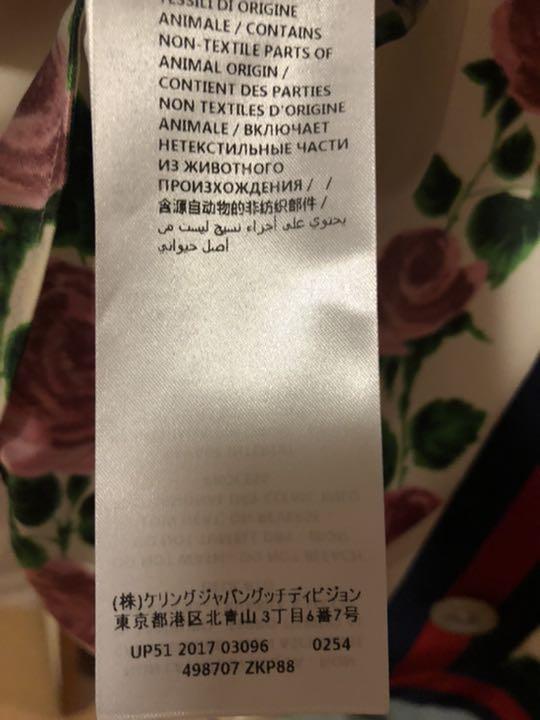 TESSILI DI ORIGINE
ANIMALE / CONTAINS
NON-TEXTILE PARTS OF
ANIMAL ORIGIN /
CONTIENT DES PARTIES
NON TEXTILES D'ORIGINE
ANIMALE / ВКЛЮЧАЕТ
НЕТЕКСТИЛЬНЫЕ ЧАСТИ
ИЗ ЖИВОТНОГО
ПРОИЗХОЖДЕНИЯ / /
含源自动物的非纺织部件 /
يحتوي على أجزاء نسيج ليست من
أصل حيواني
(株)ケリングジャパングッチディビジョン
東京都港区北青山 3丁目6番7号
UP51 2017 03096 0254
498707 ZKP88